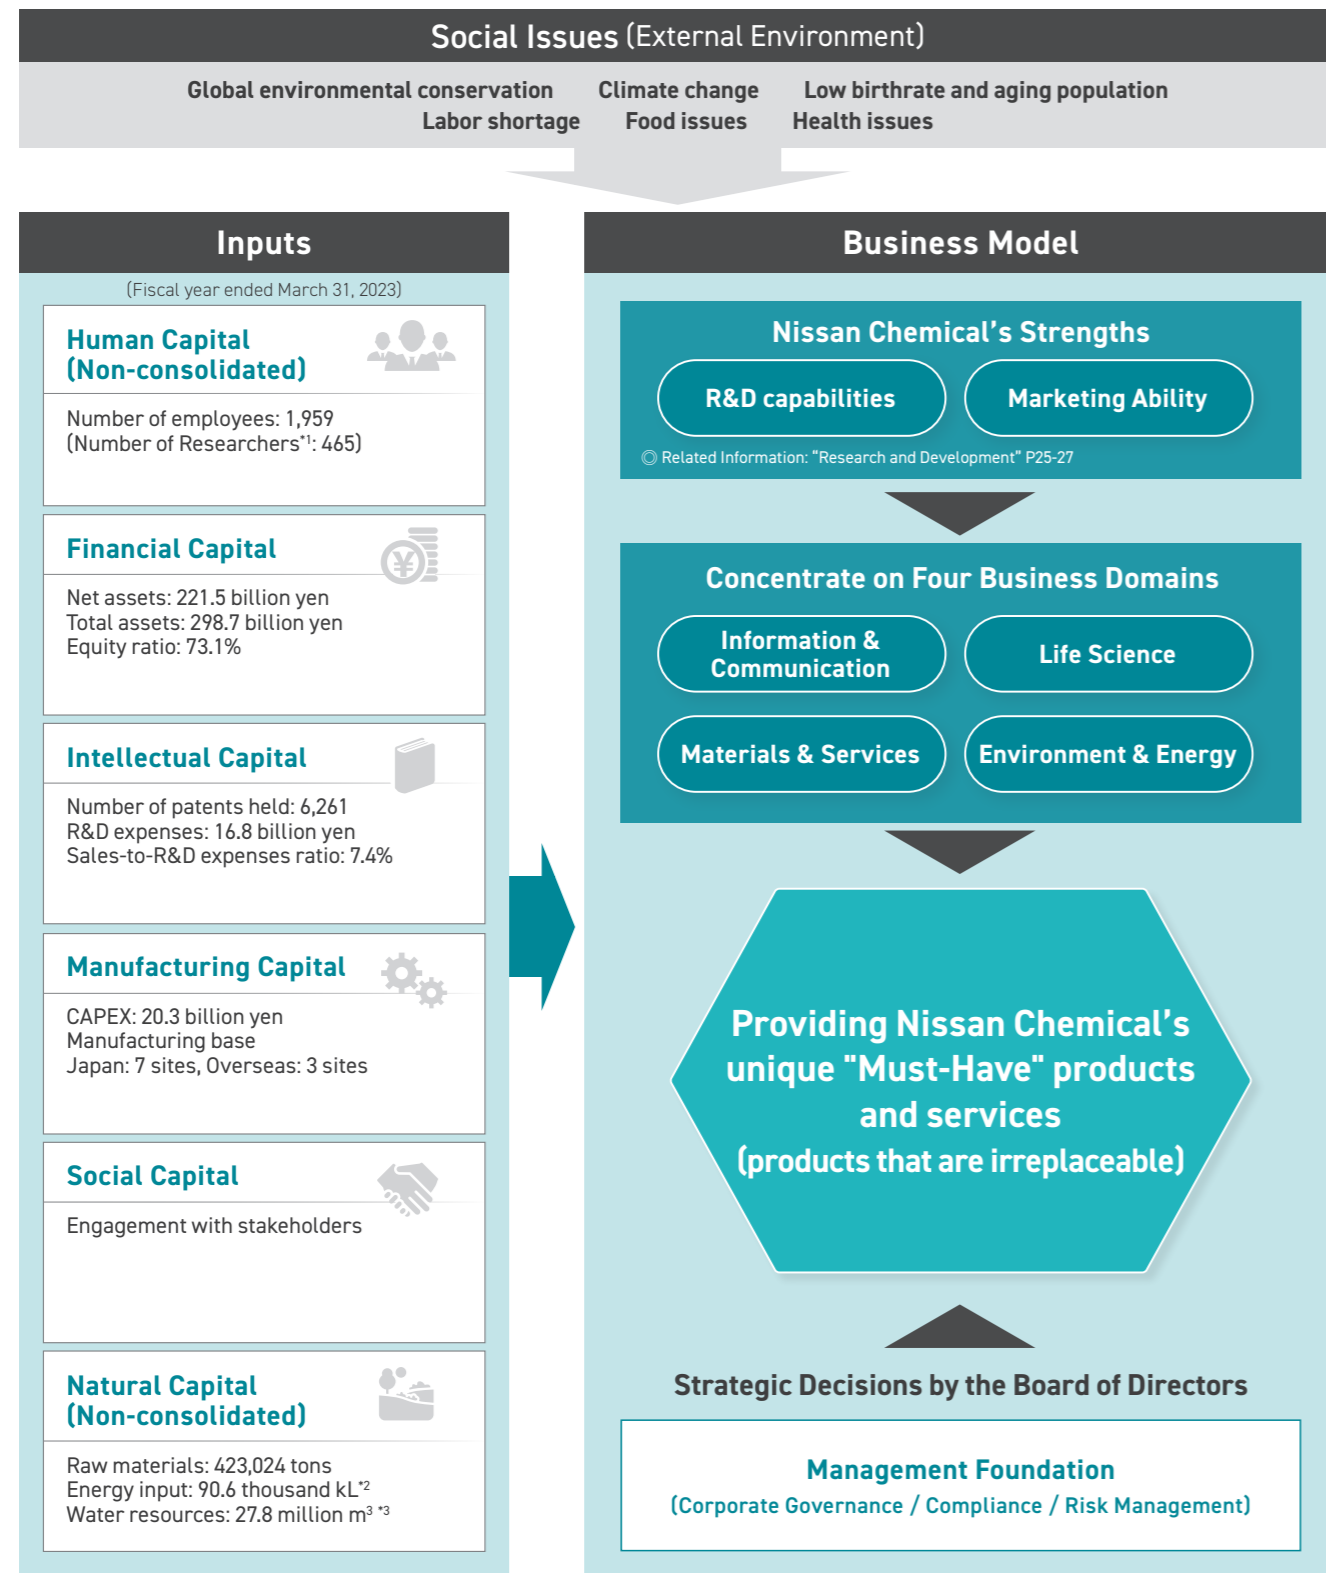 Social Issues (External Environment)
Global environmental conservation Climate change Low birthrate and aging population
Labor shortage Food issues Health issues
Inputs
(Fiscal year ended March 31, 2023)
Human Capital
(Non-consolidated)
Number of employees: 1,959
(Number of Researchers*1: 465)
Financial Capital
¥
Net assets: 221.5 billion yen
Total assets: 298.7 billion yen
Equity ratio: 73.1%
Intellectual Capital
Number of patents held: 6,261
R&D expenses: 16.8 billion yen
Sales-to-R&D expenses ratio: 7.4%
Manufacturing Capital
CAPEX: 20.3 billion yen
Manufacturing base
Japan: 7 sites, Overseas: 3 sites
Social Capital
Engagement with stakeholders
Natural Capital
(Non-consolidated)
Raw materials: 423,024 tons
Energy input: 90.6 thousand kL*2
Water resources: 27.8 million m3 *3
Business Model
Nissan Chemical's Strengths
R&D capabilities
Marketing Ability
◎ Related Information: "Research and Development" P25-27
Concentrate on Four Business Domains
Information &
Communication
Life Science
Materials & Services
Environment & Energy
Providing Nissan Chemical's
unique "Must-Have" products
and services
(products that are irreplaceable)
Strategic Decisions by the Board of Directors
Management Foundation
(Corporate Governance / Compliance / Risk Management)